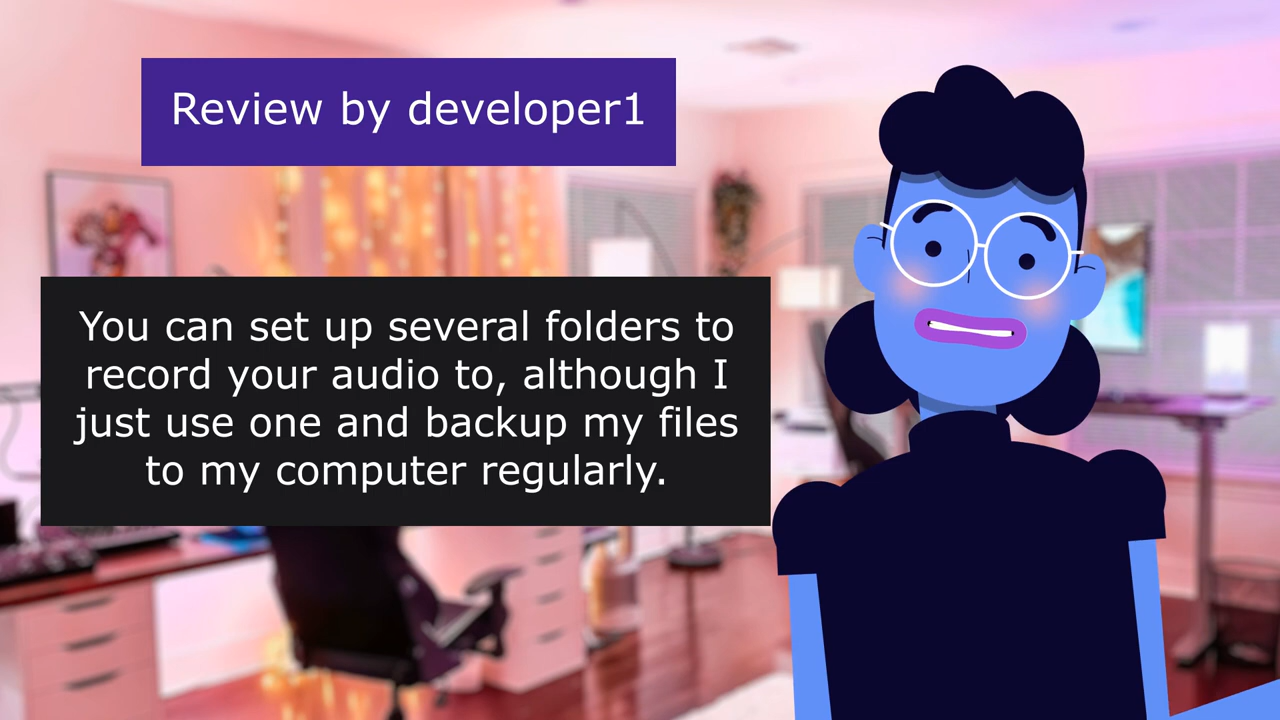 Review by developer1
You can set up several folders to
record your audio to, although I
just use one and backup my files
to my computer regularly.